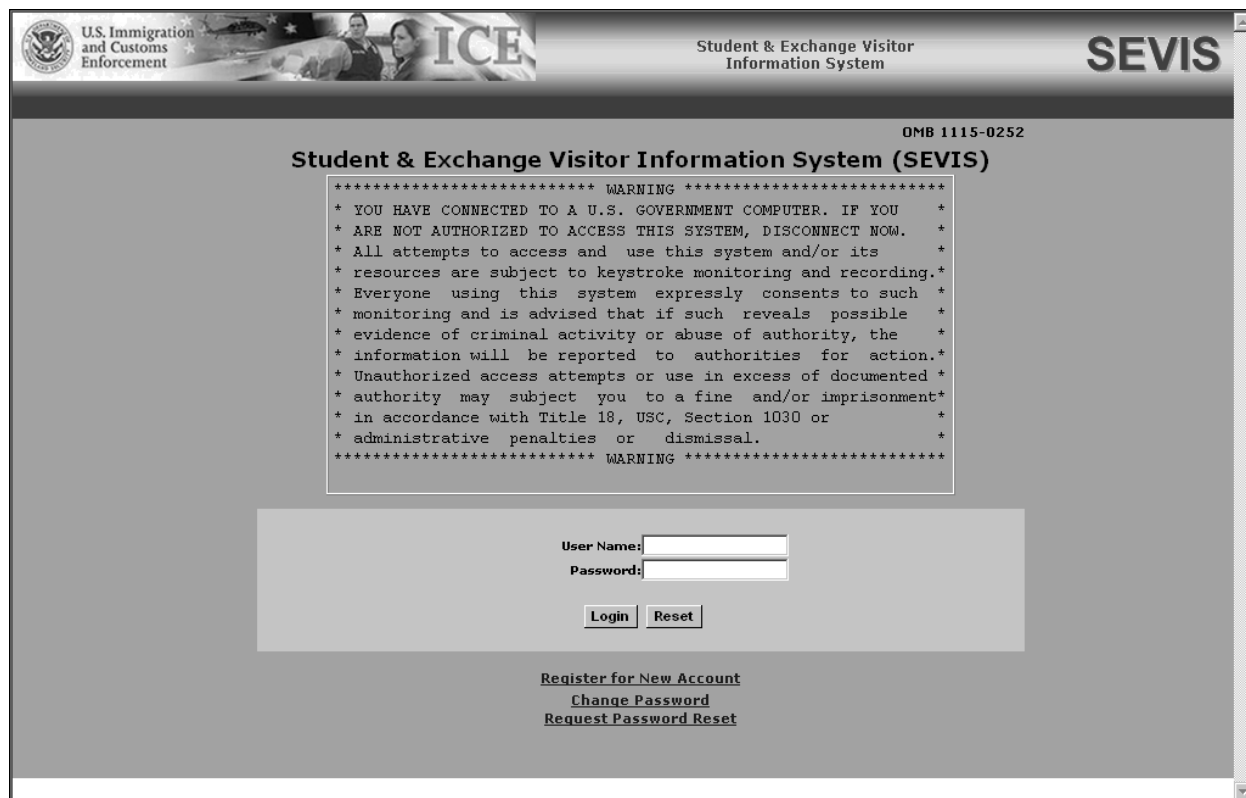 U.S. Immigration
and Customs
Enforcement
ICE
Student & Exchange Visitor
Information System
SEVIS
OMB 1115-0252
Student & Exchange Visitor Information System (SEVIS)
*************************** WARNING ***************************
* YOU HAVE CONNECTED TO A U.S. GOVERNMENT COMPUTER. IF YOU *
* ARE NOT AUTHORIZED TO ACCESS THIS SYSTEM, DISCONNECT NOW. *
* All attempts to access and use this system and/or its *
* resources are subject to keystroke monitoring and recording.*
* Everyone using this system expressly consents to such *
* monitoring and is advised that if such reveals possible *
* evidence of criminal activity or abuse of authority, the *
* information will be reported to authorities for action.*
* Unauthorized access attempts or use in excess of documented *
* authority may subject you to a fine and/or imprisonment*
* in accordance with Title 18, USC, Section 1030 or *
* administrative penalties or dismissal. *
*************************** WARNING ***************************
User Name:
Password:
Login Reset
Register for New Account
Change Password
Request Password Reset